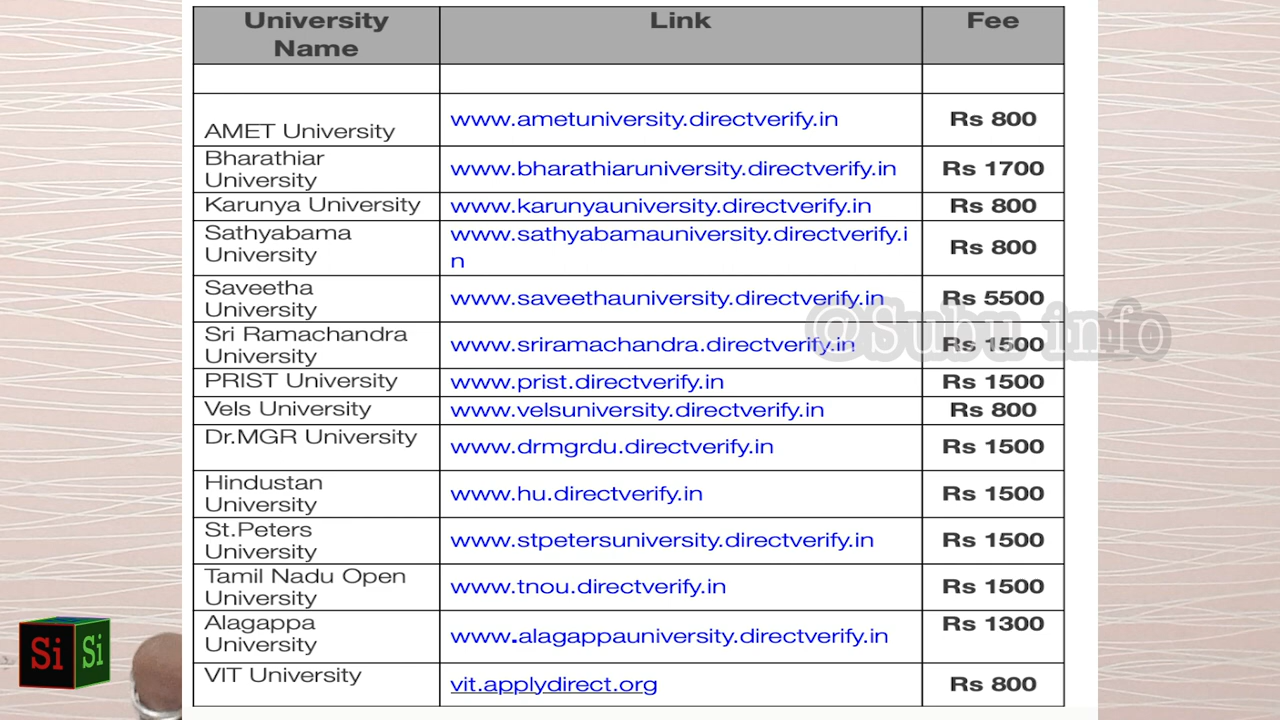 University Name
Link
Fee
AMET University
www.ametuniversity.directverify.in
Rs 800
Bharathiar
University
www.bharathiaruniversity.directverify.in
Rs 1700
Karunya University
www.karunyauniversity.directverify.in
Rs 800
Sathyabama
University
www.sathyabamauniversity.directverify.i
n
Rs 800
Saveetha
University
www.saveethauniversity.directverify.in
Rs 5500
Sri Ramachandra
University
www.sriramachandra.directverify.in
Rs 1500
@Subu info
PRIST University
www.prist.directverify.in
Rs 1500
Vels University
www.velsuniversity.directverify.in
Rs 800
Dr.MGR University
www.drmgrdu.directverify.in
Rs 1500
Hindustan
University
www.hu.directverify.in
Rs 1500
St.Peters
University
www.stpetersuniversity.directverify.in
Rs 1500
Tamil Nadu Open
University
www.tnou.directverify.in
Rs 1500
Alagappa
University
www.alagappauniversity.directverify.in
Rs 1300
VIT University
vit.applydirect.org
Rs 800
Si Si